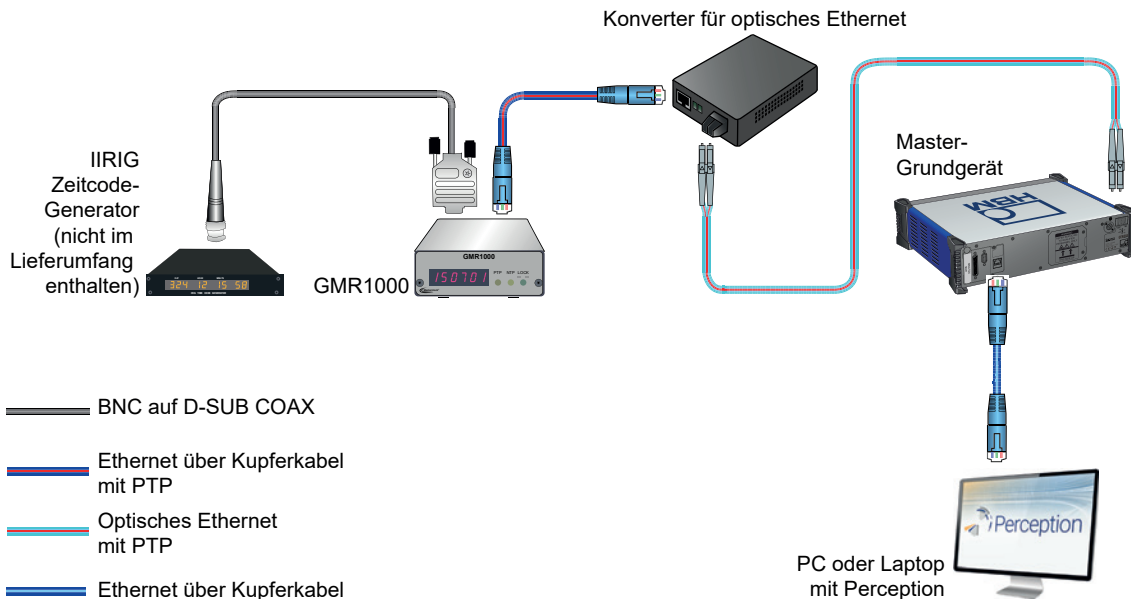 Konverter für optisches Ethernet
IIRIG
Zeitcode-
Generator
(nicht im
Lieferumfang
enthalten)
324 12 15 58
GMR1000
GMR1000
150701
PTP NTP LOCK
Master-
Grundgerät
HBM
BNC auf D-SUB COAX
Ethernet über Kupferkabel
mit PTP
Optisches Ethernet
mit PTP
Ethernet über Kupferkabel
Perception
PC oder Laptop
mit Perception